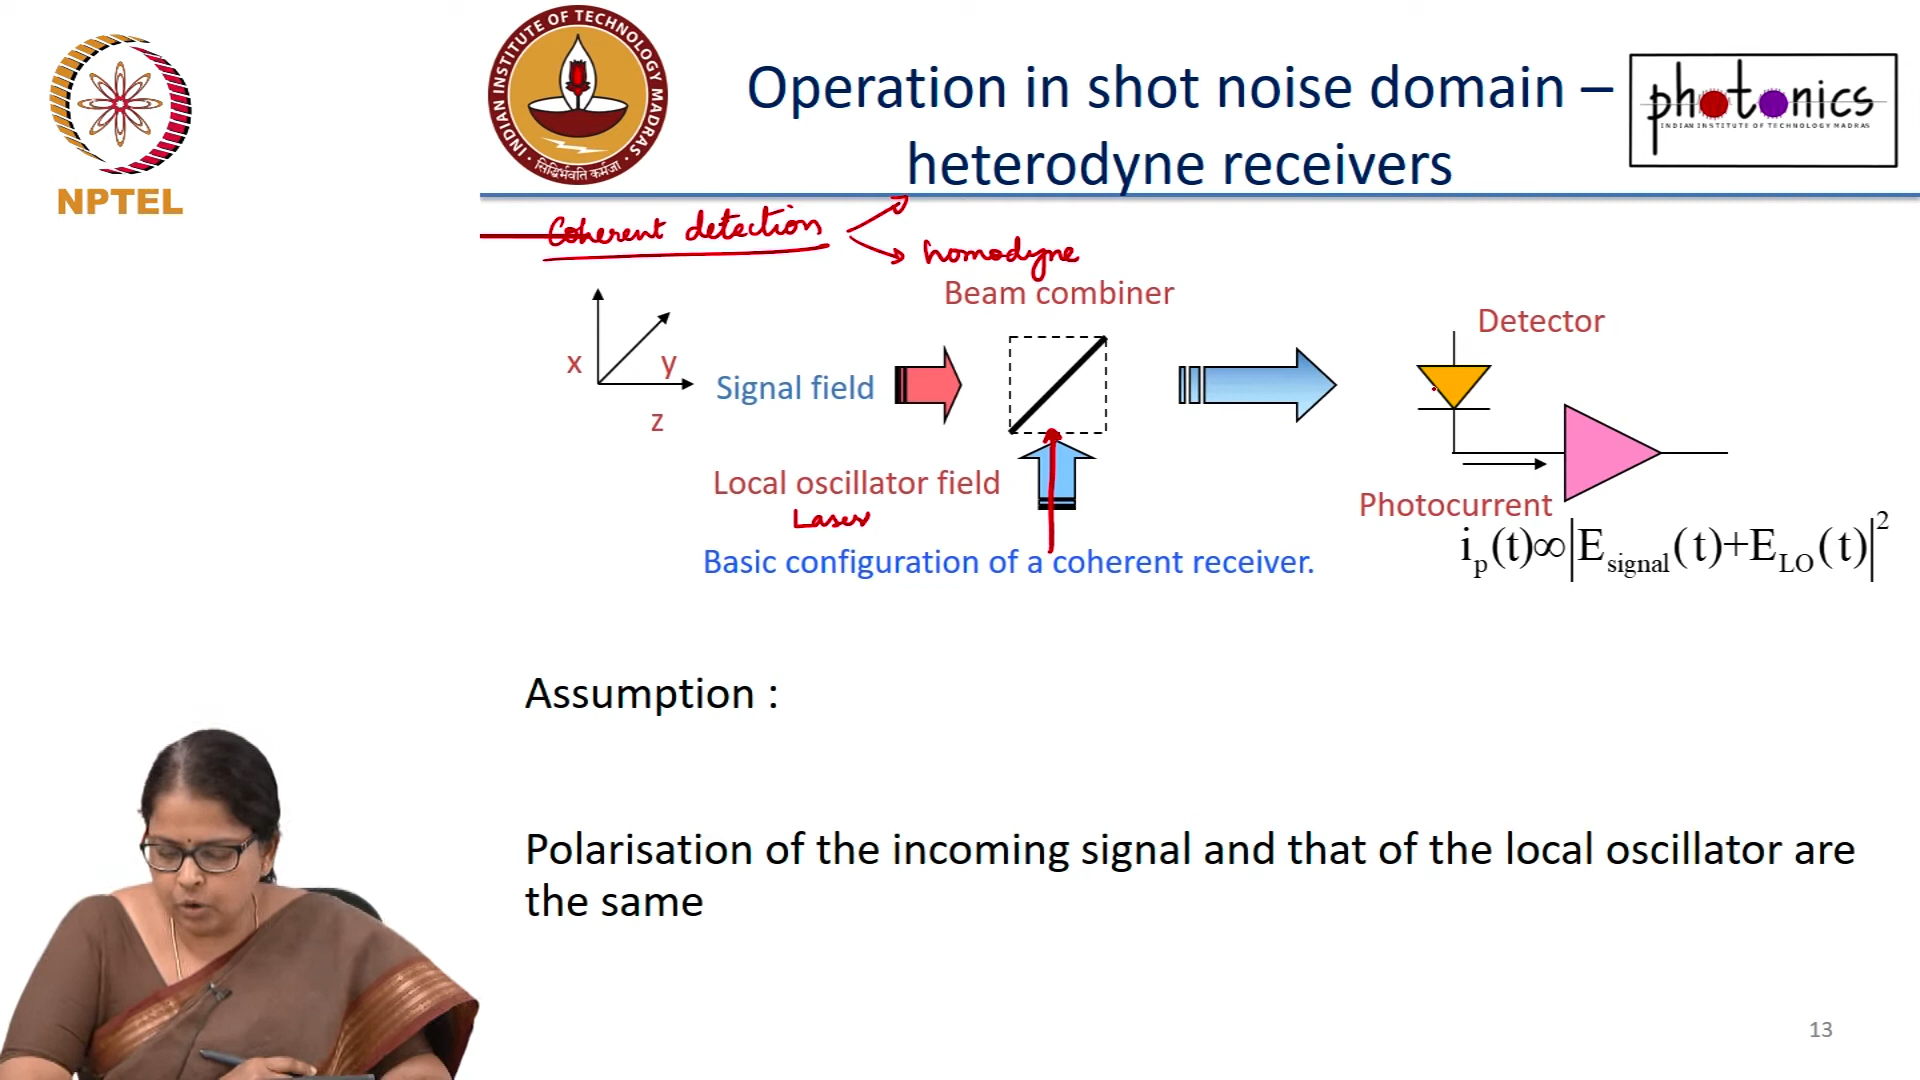 NPTEL
INDIAN INSTITUTE OF TECHNOLOGY MADRAS
सिद्धिर्भवति कर्मजा
Operation in shot noise domain –
heterodyne receivers
photonics
INDIAN INSTITUTE OF TECHNOLOGY MADRAS
Coherent detection
homodyne
Beam combiner
Detector
x
y
z
Signal field
Local oscillator field
Laser
Photocurrent
i_p(t)∞|E_signal(t)+E_LO(t)|²
Basic configuration of a coherent receiver.
Assumption :
Polarisation of the incoming signal and that of the local oscillator are
the same
13